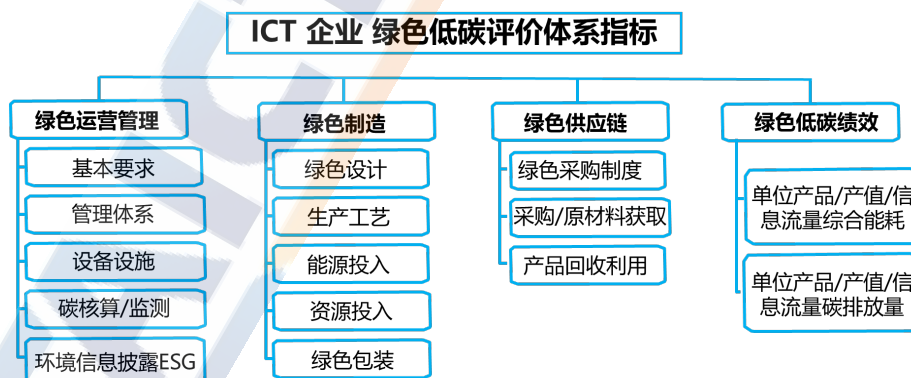 ICT 企业 绿色低碳评价体系指标
绿色运营管理
基本要求
管理体系
设备设施
碳核算/监测
环境信息披露ESG
绿色制造
绿色设计
生产工艺
能源投入
资源投入
绿色包装
绿色供应链
绿色采购制度
采购/原材料获取
产品回收利用
绿色低碳绩效
单位产品/产值/信
息流量综合能耗
单位产品/产值/信
息流量碳排放量